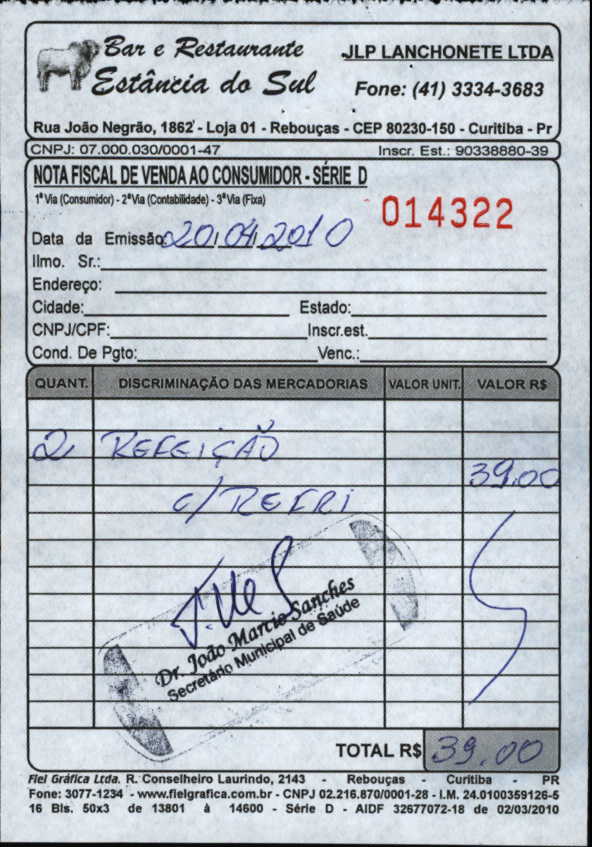 Bar e Restaurante
Estância do Sul
JLP LANCHONETE LTDA
Fone: (41) 3334-3683
Rua João Negrão, 1862 - Loja 01 - Rebouças - CEP 80230-150 - Curitiba - Pr
CNPJ: 07.000.030/0001-47 Inscr. Est.: 90338880-39
NOTA FISCAL DE VENDA AO CONSUMIDOR - SÉRIE D
1ª Via (Consumidor) - 2ª Via (Contabilidade) - 3ª Via (Fixa)
014322
Data da Emissão: 20/04/2010
Ilmo. Sr.:
Endereço:
Cidade: Estado:
CNPJ/CPF: Inscr.est.
Cond. De Pgto: Venc.:
QUANT. DISCRIMINAÇÃO DAS MERCADORIAS VALOR UNIT. VALOR R$
2 REFEIÇÃO
39,00
c/ REFRI
Dr. João Marcio Sanches
Secretário Municipal de Saúde
TOTAL R$ 39,00
Fiel Gráfica Ltda. R. Conselheiro Laurindo, 2143 - Rebouças - Curitiba - PR
Fone: 3077-1234 - www.fielgrafica.com.br - CNPJ 02.216.870/0001-28 - I.M. 24.0100359126-5
16 Bls. 50x3 de 13801 à 14600 - Série D - AIDF 32677072-18 de 02/03/2010